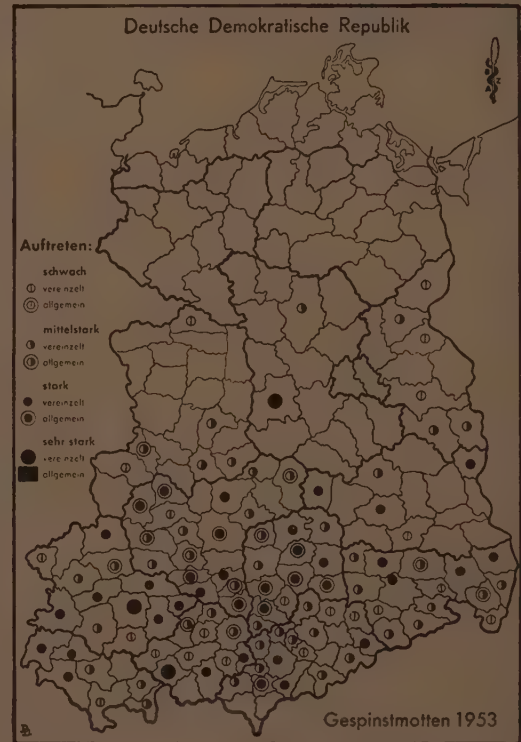 Deutsche Demokratische Republik
Auftreten:
schwach
vereinzelt
allgemein
mittelstark
vereinzelt
allgemein
stark
vereinzelt
allgemein
sehr stark
vereinzelt
allgemein
Gespinstmotten 1953